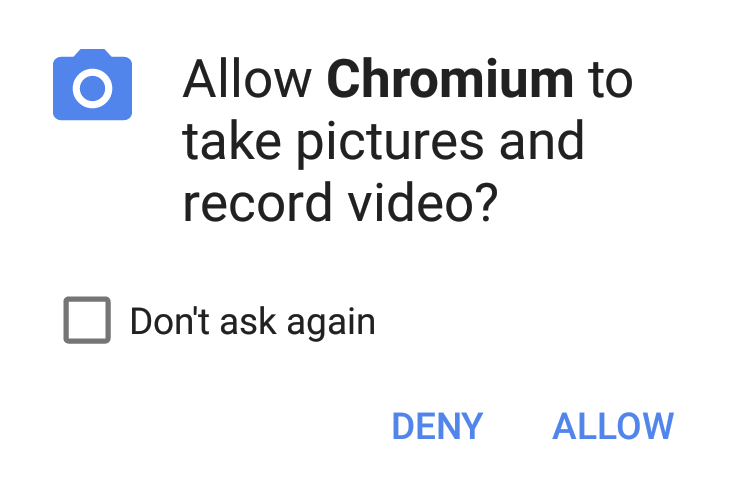 Allow Chromium to
take pictures and
record video?
Don't ask again
DENY ALLOW